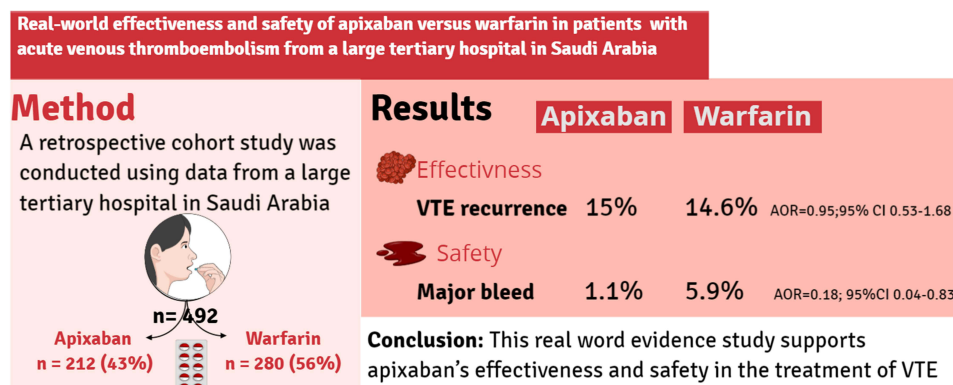 Real-world effectiveness and safety of apixaban versus warfarin in patients with
acute venous thromboembolism from a large tertiary hospital in Saudi Arabia
Method
A retrospective cohort study was
conducted using data from a large
tertiary hospital in Saudi Arabia
n= 492
Apixaban
n = 212 (43%)
Warfarin
n = 280 (56%)
Results
Apixaban Warfarin
Effectivness
VTE recurrence 15% 14.6% AOR=0.95;95% CI 0.53-1.68
Safety
Major bleed 1.1% 5.9% AOR=0.18; 95%CI 0.04-0.83
Conclusion: This real word evidence study supports
apixaban's effectiveness and safety in the treatment of VTE